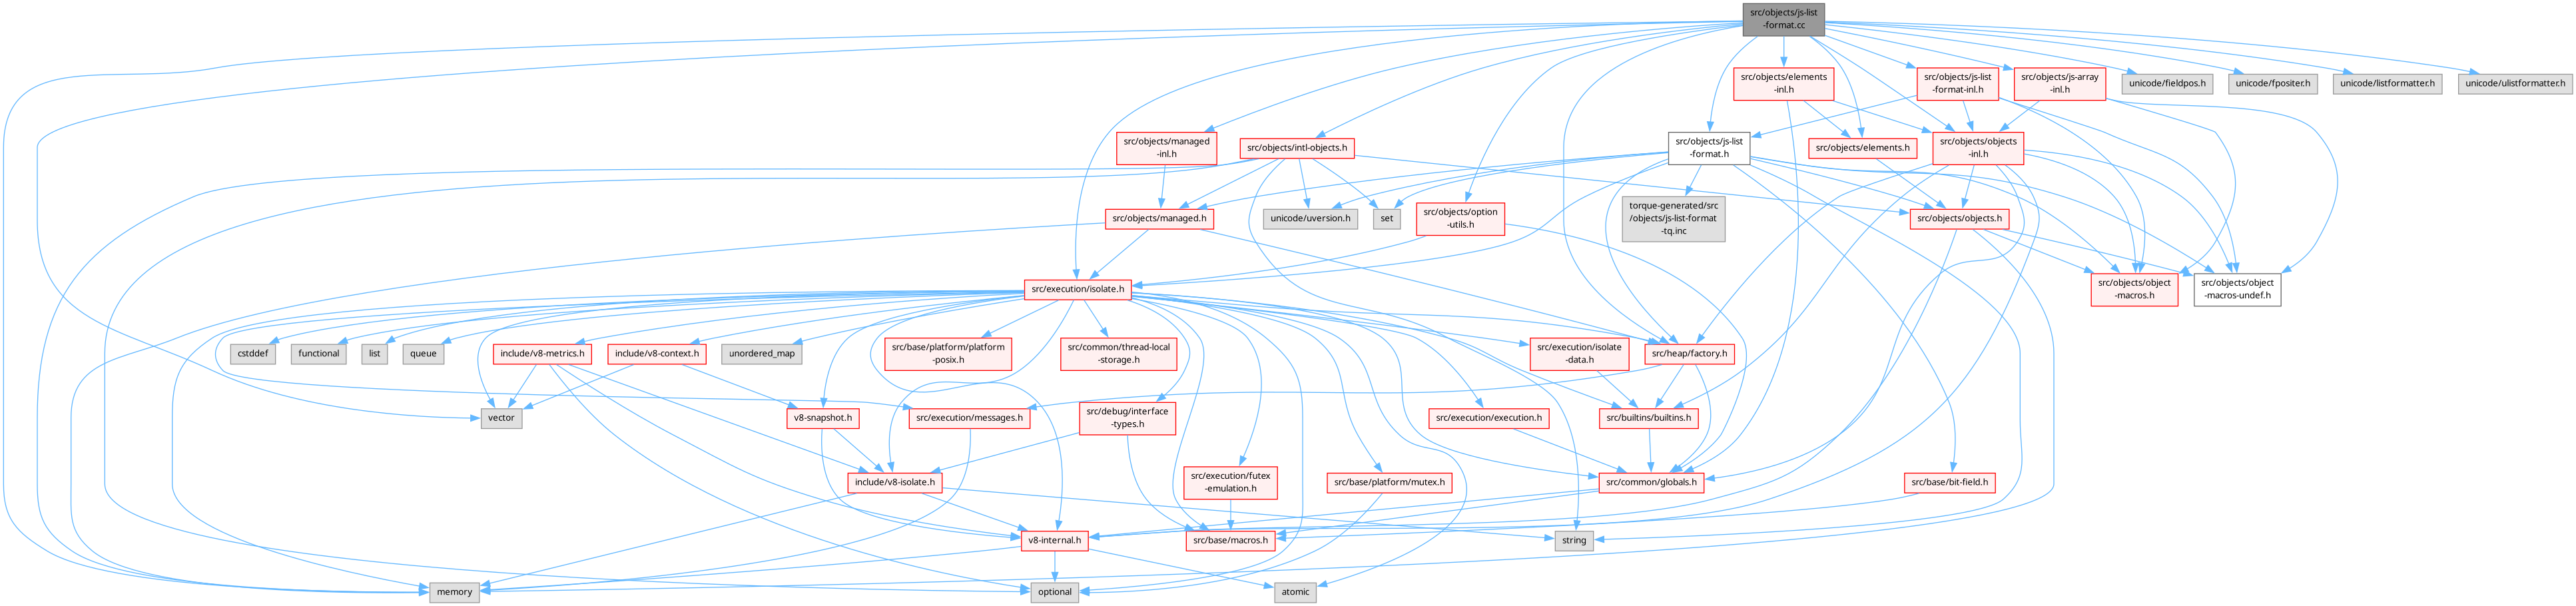 src/objects/js-list
-format.cc
src/objects/elements
-inl.h
src/objects/js-list
-format-inl.h
src/objects/js-array
-inl.h
unicode/fieldpos.h
unicode/fpositer.h
unicode/listformatter.h
unicode/ulistformatter.h
src/objects/managed
-inl.h
src/objects/intl-objects.h
src/objects/js-list
-format.h
src/objects/elements.h
src/objects/objects
-inl.h
src/objects/managed.h
unicode/uversion.h
set
src/objects/option
-utils.h
torque-generated/src
/objects/js-list-format
-tq.inc
src/objects/objects.h
src/execution/isolate.h
src/objects/object
-macros.h
src/objects/object
-macros-undef.h
cstddef
functional
list
queue
include/v8-metrics.h
include/v8-context.h
unordered_map
src/base/platform/platform
-posix.h
src/common/thread-local
-storage.h
src/execution/isolate
-data.h
src/heap/factory.h
vector
v8-snapshot.h
src/execution/messages.h
src/debug/interface
-types.h
src/execution/execution.h
src/builtins/builtins.h
include/v8-isolate.h
src/execution/futex
-emulation.h
src/base/platform/mutex.h
src/common/globals.h
src/base/bit-field.h
v8-internal.h
src/base/macros.h
string
memory
optional
atomic